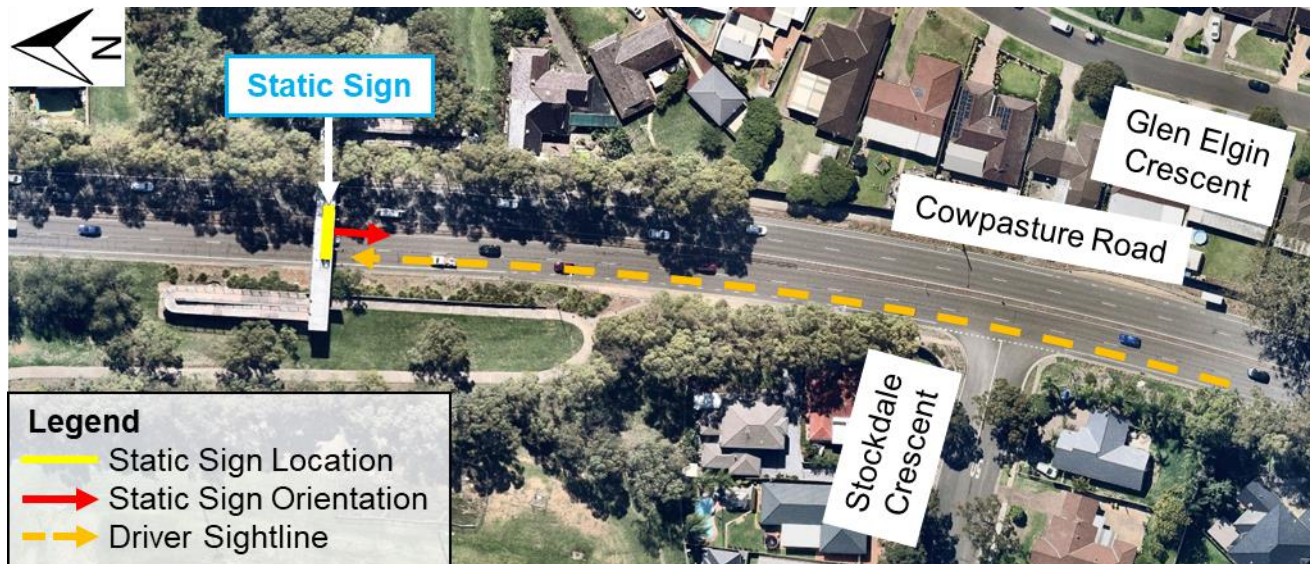 N
Static Sign
Glen Elgin
Crescent
Cowpasture Road
Stockdale
Crescent
Legend
Static Sign Location
Static Sign Orientation
Driver Sightline